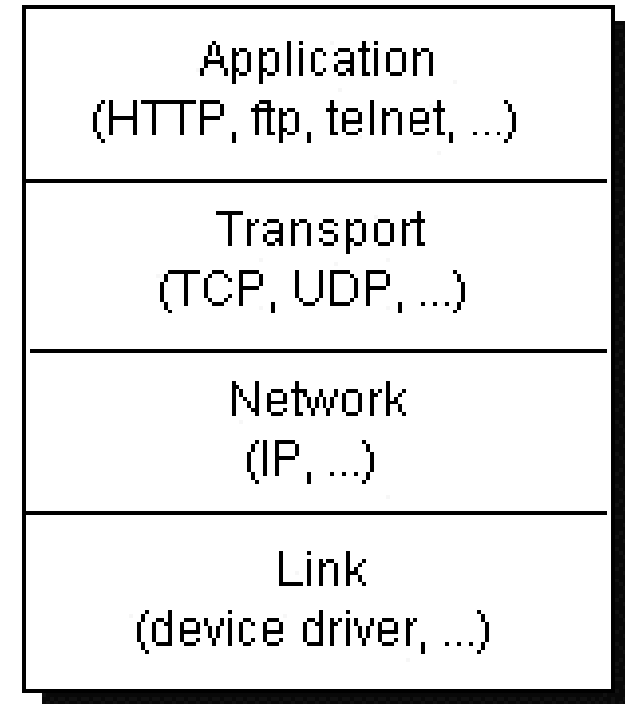 Application
(HTTP, ftp, telnet, ...)
Transport
(TCP, UDP, ...)
Network
(IP, ...)
Link
(device driver, ...)